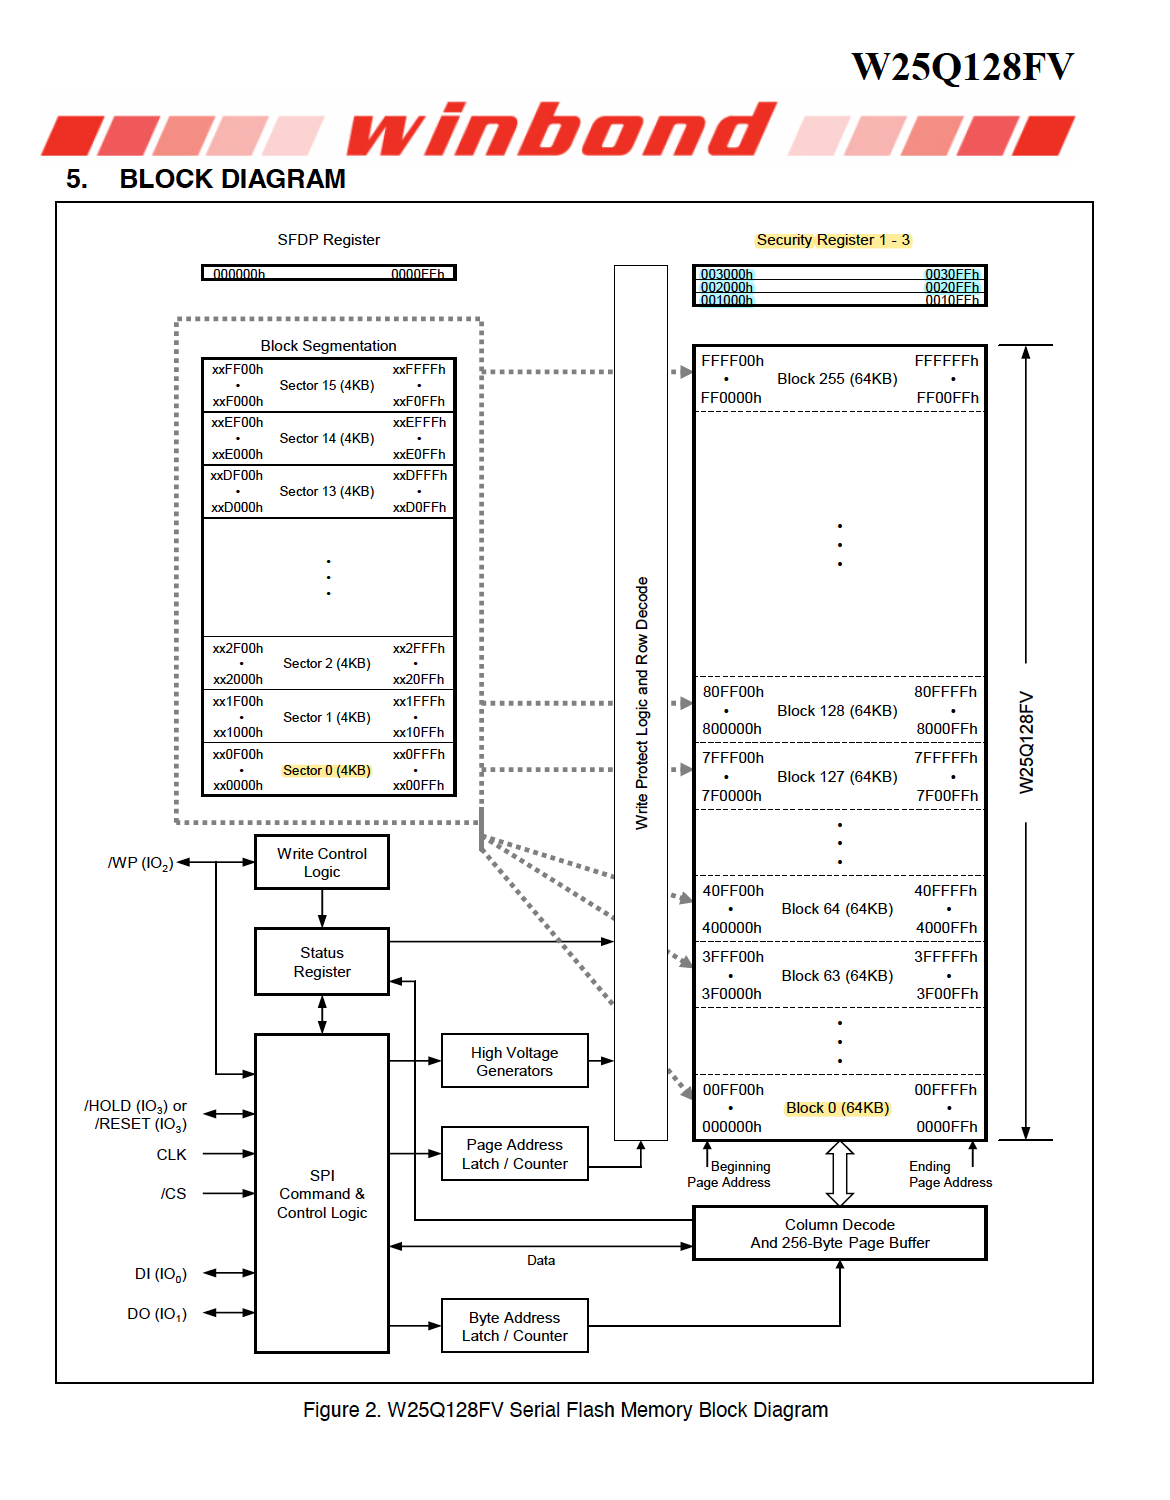 W25Q128FV
winbond
5. BLOCK DIAGRAM
SFDP Register
000000h 0000FFh
Security Register 1 - 3
003000h 0030FFh
002000h 0020FFh
001000h 0010FFh
Block Segmentation
xxFF00h xxFFFFh
• Sector 15 (4KB) •
xxF000h xxF0FFh
xxEF00h xxEFFFh
• Sector 14 (4KB) •
xxE000h xxE0FFh
xxDF00h xxDFFFh
• Sector 13 (4KB) •
xxD000h xxD0FFh
•
•
•
xx2F00h xx2FFFh
• Sector 2 (4KB) •
xx2000h xx20FFh
xx1F00h xx1FFFh
• Sector 1 (4KB) •
xx1000h xx10FFh
xx0F00h xx0FFFh
• Sector 0 (4KB) •
xx0000h xx00FFh
Write Protect Logic and Row Decode
FFFF00h FFFFFFh
• Block 255 (64KB) •
FF0000h FF00FFh
•
•
•
80FF00h 80FFFFh
• Block 128 (64KB) •
800000h 8000FFh
7FFF00h 7FFFFFh
• Block 127 (64KB) •
7F0000h 7F00FFh
•
•
•
40FF00h 40FFFFh
• Block 64 (64KB) •
400000h 4000FFh
3FFF00h 3FFFFFh
• Block 63 (64KB) •
3F0000h 3F00FFh
•
•
•
00FF00h 00FFFFh
• Block 0 (64KB) •
000000h 0000FFh
W25Q128FV
Beginning
Page Address
Ending
Page Address
/WP (IO2)
Write Control
Logic
Status
Register
High Voltage
Generators
/HOLD (IO3) or
/RESET (IO3)
CLK
/CS
SPI
Command &
Control Logic
Page Address
Latch / Counter
Column Decode
And 256-Byte Page Buffer
Data
DI (IO0)
DO (IO1)
Byte Address
Latch / Counter
Figure 2. W25Q128FV Serial Flash Memory Block Diagram